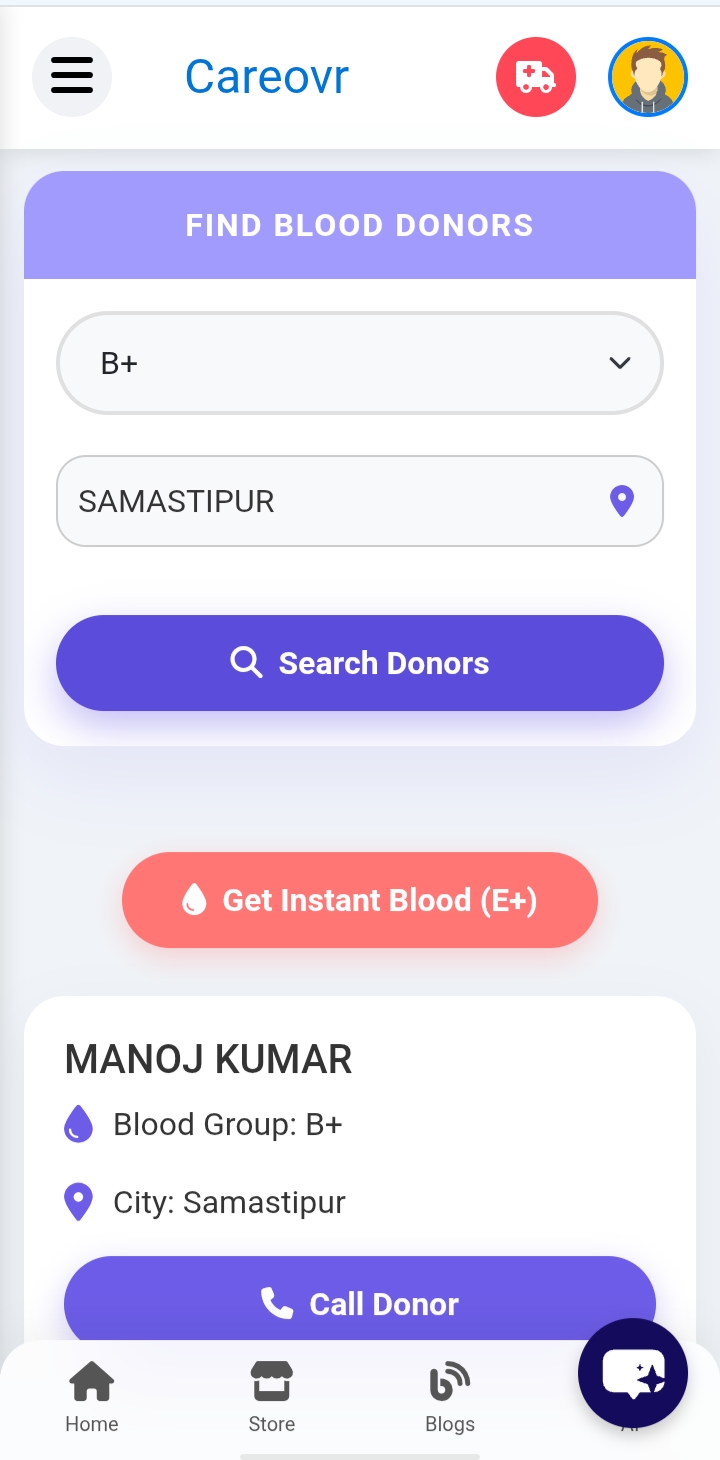 Careovr
FIND BLOOD DONORS
B+
SAMASTIPUR
Search Donors
Get Instant Blood (E+)
MANOJ KUMAR
Blood Group: B+
City: Samastipur
Call Donor
Home Store Blogs